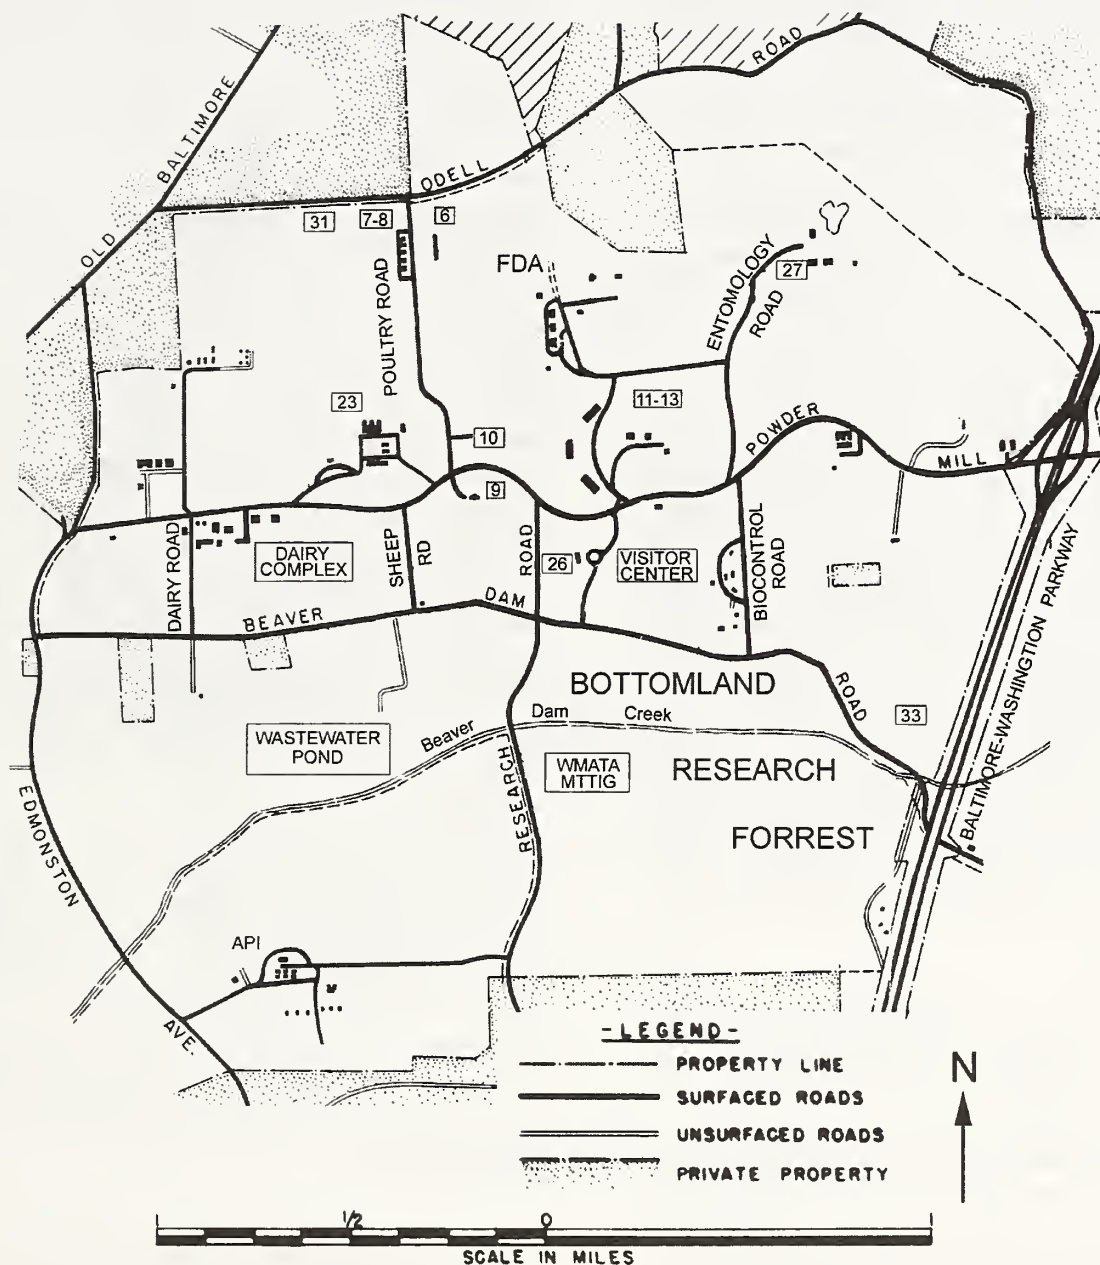 ROAD
BALTIMORE
OLD
ODELL
31
7-8
6
FDA
POULTRY ROAD
ENTOMOLOGY
ROAD
27
23
11-13
10
POWDER
MILL
9
DAIRY ROAD
DAIRY
COMPLEX
SHEEP
RD
ROAD
26
VISITOR
CENTER
BIOCONTROL
ROAD
BEAVER
DAM
ROAD
BOTTOMLAND
33
BALTIMORE-WASHINGTION PARKWAY
WASTEWATER
POND
Beaver
Dam
Creek
RESEARCH
WMATA
MTTIG
RESEARCH
FORREST
EDMONSTON
AVE.
API
-LEGEND-
PROPERTY LINE
SURFACED ROADS
UNSURFACED ROADS
PRIVATE PROPERTY
N
1
1/2
0
1
SCALE IN MILES